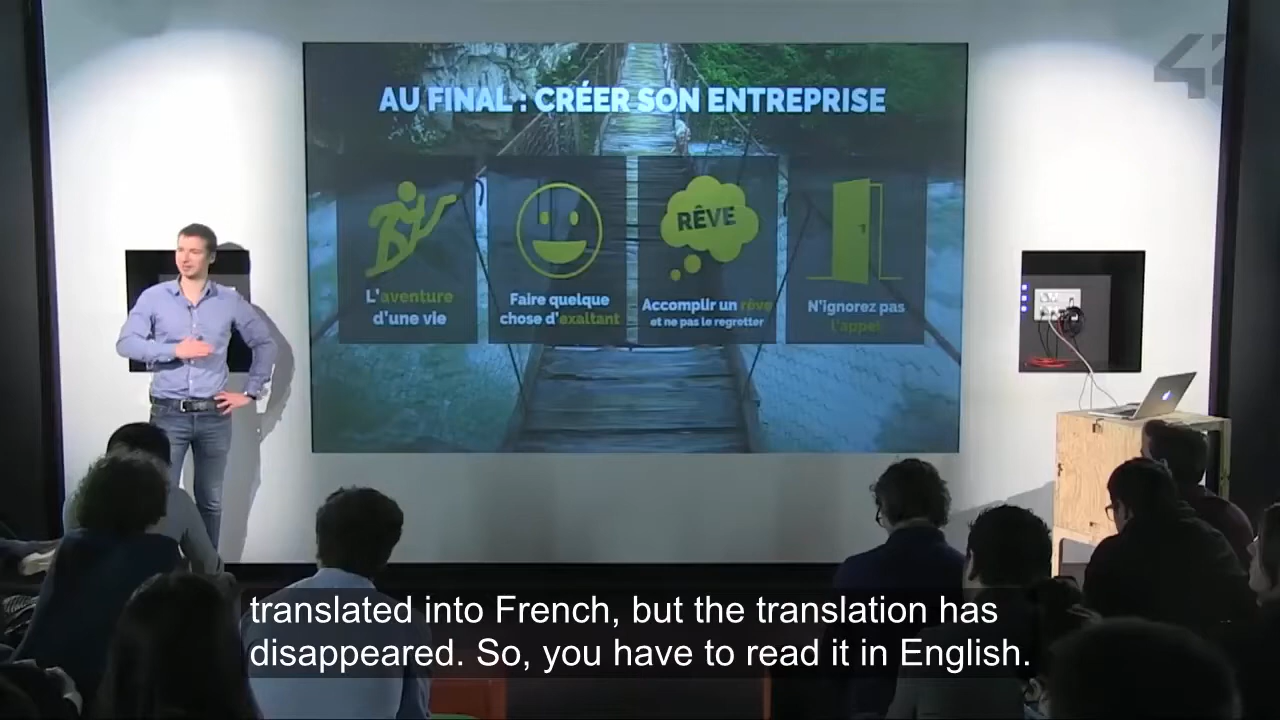 42
AU FINAL : CRÉER SON ENTREPRISE
RÊVE
L'aventure
d'une vie
Faire quelque
chose d'exaltant
Accomplir un rêve
et ne pas le regretter
N'ignorez pas
l'appel
translated into French, but the translation has
disappeared. So, you have to read it in English.